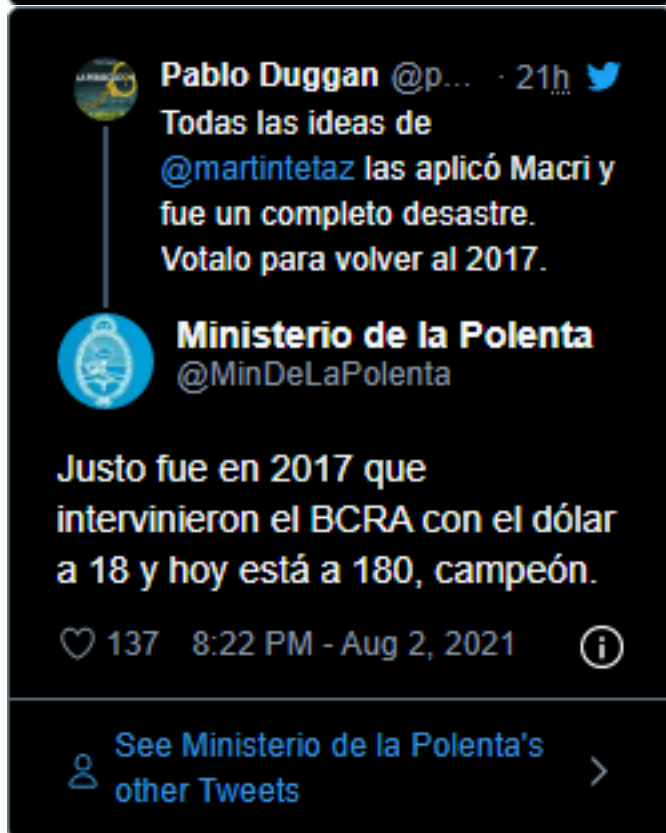 Pablo Duggan @p... · 21h
Todas las ideas de
@martintetaz las aplicó Macri y
fue un completo desastre.
Votalo para volver al 2017.
Ministerio de la Polenta
@MinDeLaPolenta
Justo fue en 2017 que
intervinieron el BCRA con el dólar
a 18 y hoy está a 180, campeón.
137 8:22 PM - Aug 2, 2021
See Ministerio de la Polenta's
other Tweets